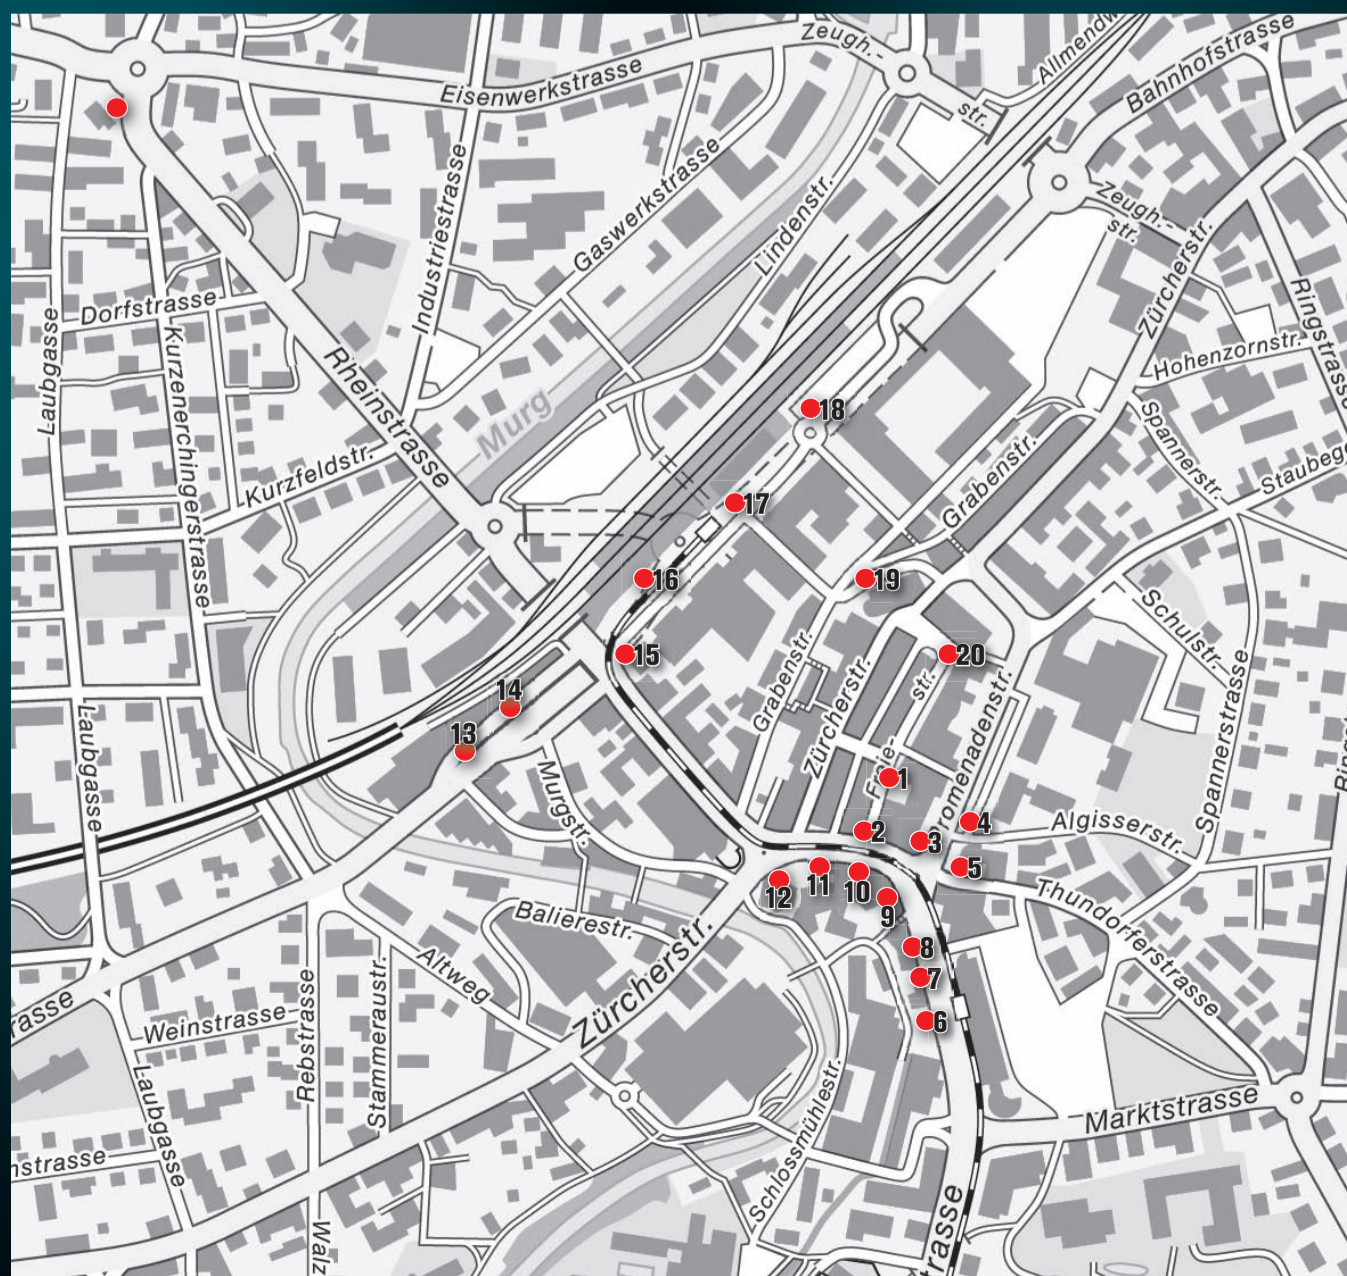 Zeugh.-
str.
Allmendw
Bahnhofstrasse
Eisenwerkstrasse
Industriestrasse
Gaswerkstrasse
Lindenstr.
Zeugh.-
str.
Zürcherstr.
Ringstrasse
Dorfstrasse
Laubgasse
Kurzenerchingerstrasse
Rheinstrasse
Murg
Kurzfeldstr.
Hohenzornstr.
Spannerstr.
Staubeg
18
17
Grabenstr.
16
19
Schulstr.
15
20
Grabenstr.
Zürcherstr.
Freie-
str.
Promenadenstr.
Spannerstrasse
14
13
Laubgasse
Murgstr.
1
2
3
4
Algisserstr.
5
11
10
12
9
Thundorferstrasse
8
7
6
Balierestr.
Altweg
Zürcherstr.
rasse
Weinstrasse
Rebstrasse
Stammeraustr.
Laubgasse
Schlossmühlestr.
Marktstrasse
nstrasse
Walz
trasse
Ring